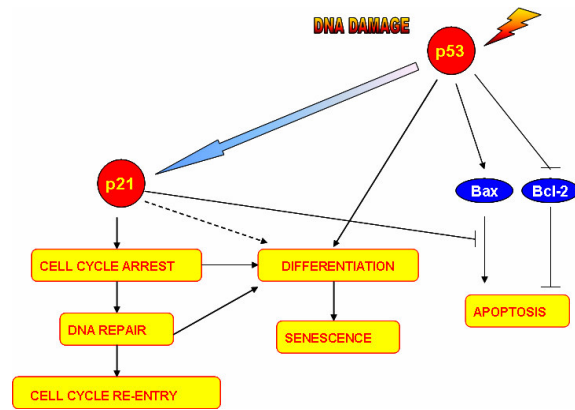 DNA DAMAGE
p53
p21
Bax
Bcl-2
CELL CYCLE ARREST
DIFFERENTIATION
APOPTOSIS
DNA REPAIR
SENESCENCE
CELL CYCLE RE-ENTRY